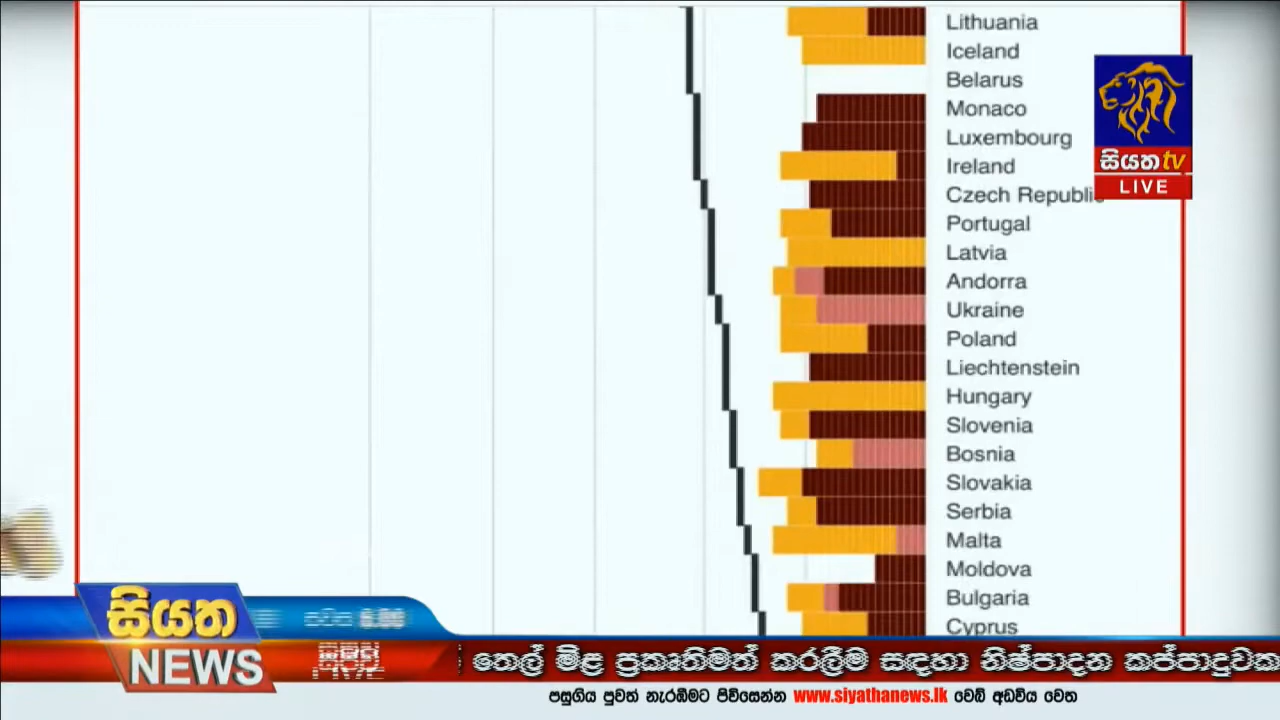 Lithuania
Iceland
Belarus
Monaco
Luxembourg
Ireland
Czech Republic
Portugal
Latvia
Andorra
Ukraine
Poland
Liechtenstein
Hungary
Slovenia
Bosnia
Slovakia
Serbia
Malta
Moldova
Bulgaria
Cyprus
සියත tv
LIVE
සියත
NEWS
තෙල් මිළ ප්‍රකෘතිමත් කරලීම සඳහා නිෂ්පාදන කප්පාදුවක
පසුගිය පුවත් නැරඹීමට පිවිසෙන්න www.siyathanews.lk වෙබ් අඩවිය වෙත